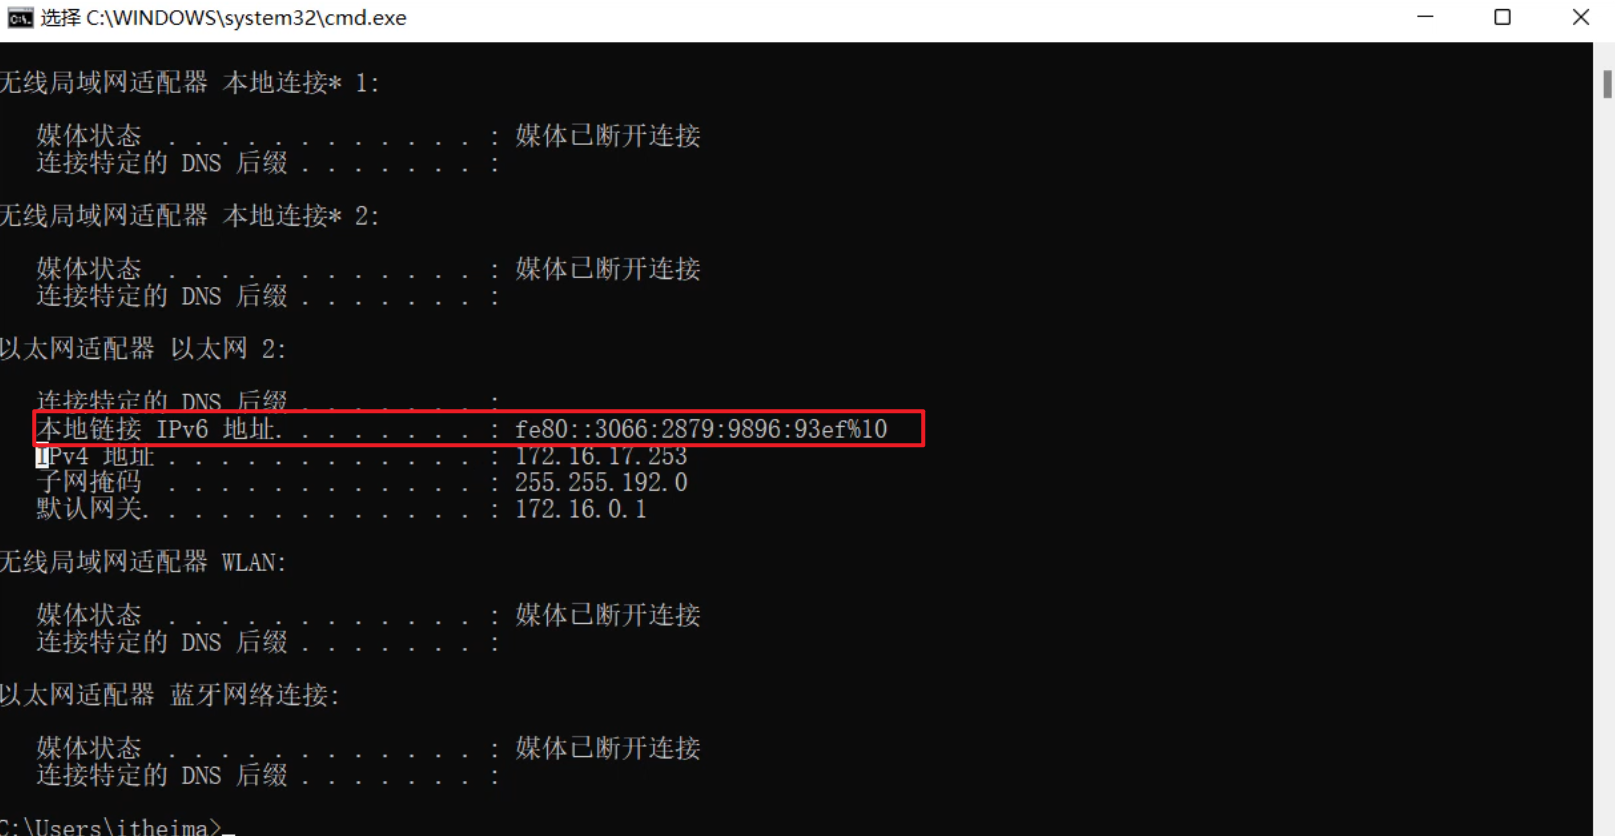 选择 C:\WINDOWS\system32\cmd.exe
无线局域网适配器 本地连接* 1:
媒体状态 . . . . . . . . . . . . : 媒体已断开连接
连接特定的 DNS 后缀 . . . . . . . :
无线局域网适配器 本地连接* 2:
媒体状态 . . . . . . . . . . . . : 媒体已断开连接
连接特定的 DNS 后缀 . . . . . . . :
以太网适配器 以太网 2:
连接特定的 DNS 后缀 . . . . . . . :
本地链接 IPv6 地址. . . . . . . . : fe80::3066:2879:9896:93ef%10
IPv4 地址 . . . . . . . . . . . . : 172.16.17.253
子网掩码 . . . . . . . . . . . . : 255.255.192.0
默认网关. . . . . . . . . . . . . : 172.16.0.1
无线局域网适配器 WLAN:
媒体状态 . . . . . . . . . . . . : 媒体已断开连接
连接特定的 DNS 后缀 . . . . . . . :
以太网适配器 蓝牙网络连接:
媒体状态 . . . . . . . . . . . . : 媒体已断开连接
连接特定的 DNS 后缀 . . . . . . . :
C:\Users\itheima>_